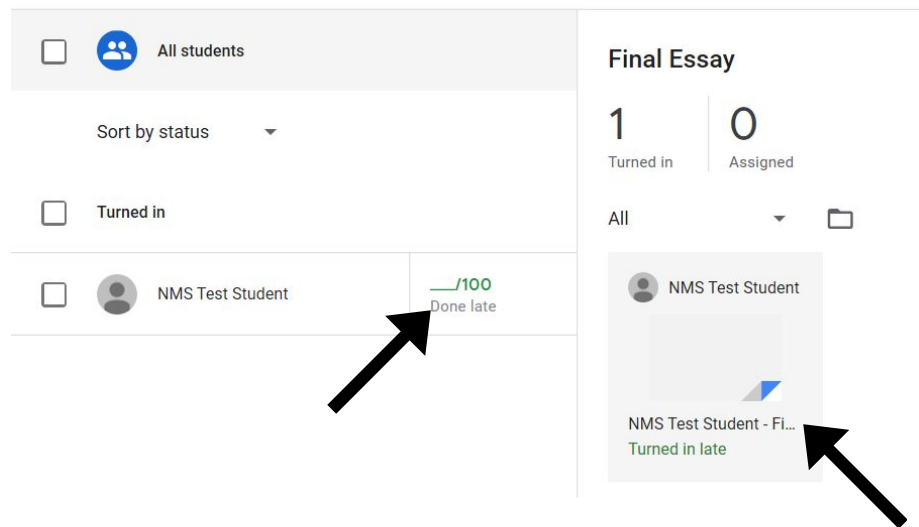 All students
Sort by status
Turned in
NMS Test Student
__/100
Done late
Final Essay
1
Turned in
0
Assigned
All
NMS Test Student
NMS Test Student - Fi...
Turned in late